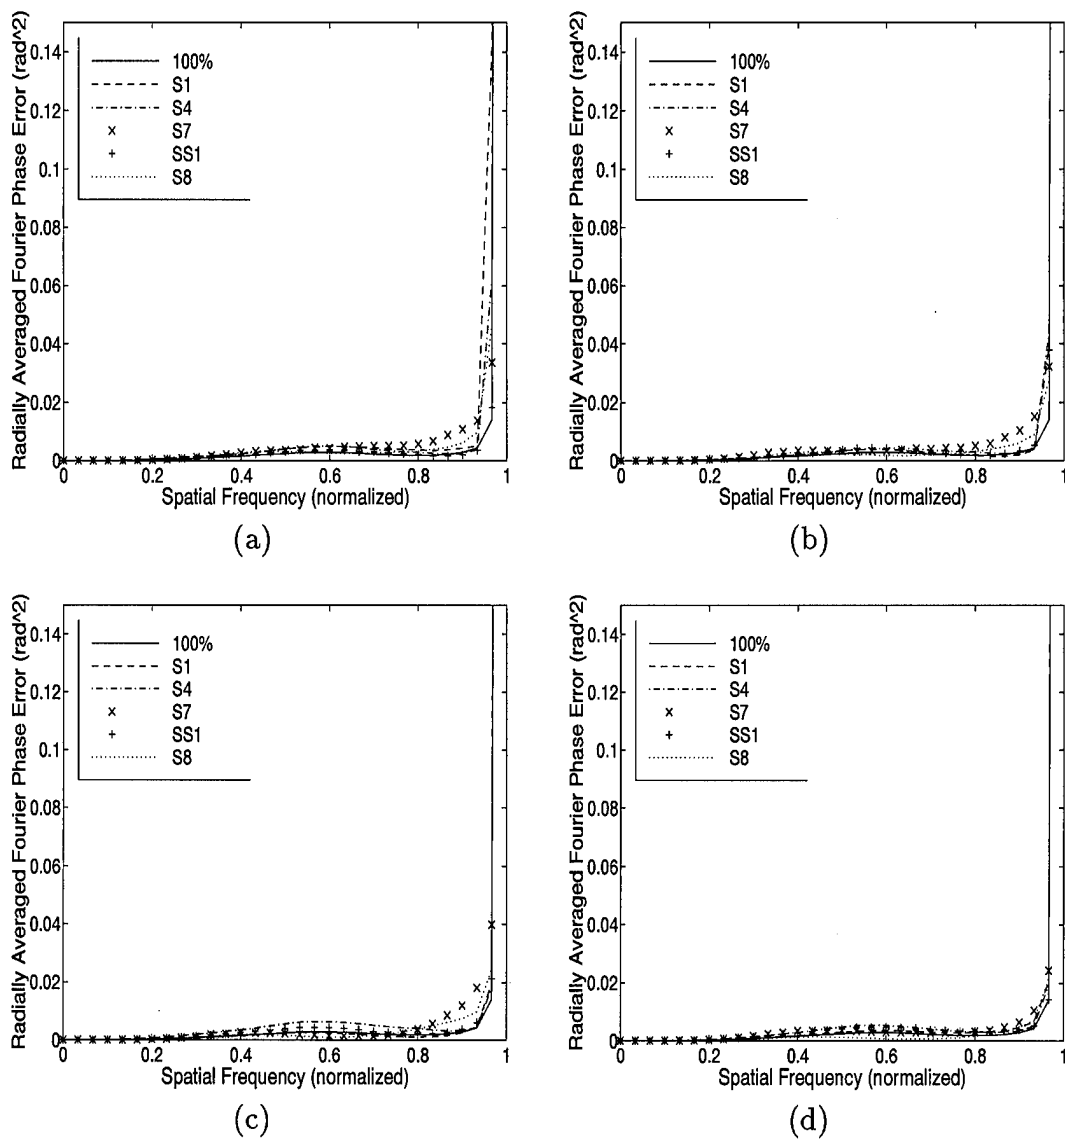 Radially Averaged Fourier Phase Error (rad^2)
0.14
0.12
0.1
0.08
0.06
0.04
0.02
0
100%
S1
S4
S7
SS1
S8
0 0.2 0.4 0.6 0.8 1
Spatial Frequency (normalized)
(a)
Radially Averaged Fourier Phase Error (rad^2)
0.14
0.12
0.1
0.08
0.06
0.04
0.02
0
100%
S1
S4
S7
SS1
S8
0 0.2 0.4 0.6 0.8 1
Spatial Frequency (normalized)
(b)
Radially Averaged Fourier Phase Error (rad^2)
0.14
0.12
0.1
0.08
0.06
0.04
0.02
0
100%
S1
S4
S7
SS1
S8
0 0.2 0.4 0.6 0.8 1
Spatial Frequency (normalized)
(c)
Radially Averaged Fourier Phase Error (rad^2)
0.14
0.12
0.1
0.08
0.06
0.04
0.02
0
100%
S1
S4
S7
SS1
S8
0 0.2 0.4 0.6 0.8 1
Spatial Frequency (normalized)
(d)